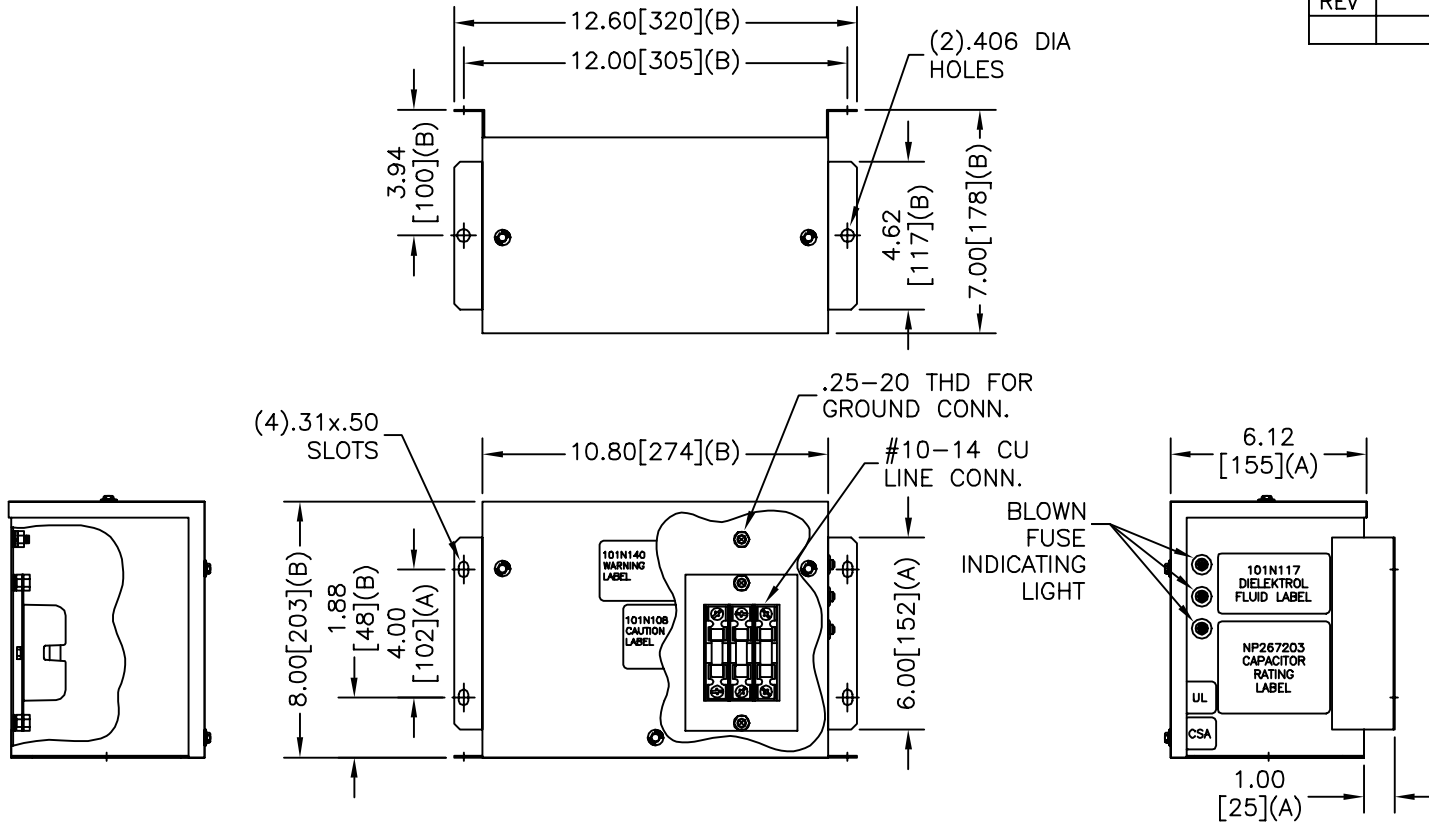 REV
12.60[320](B)
12.00[305](B)
(2).406 DIA
HOLES
3.94
[100](B)
4.62
[117](B)
7.00[178](B)
.25-20 THD FOR
GROUND CONN.
(4).31x.50
SLOTS
10.80[274](B)
#10-14 CU
LINE CONN.
6.12
[155](A)
BLOWN
FUSE
INDICATING
LIGHT
101N140
WARNING
LABEL
101N108
CAUTION
LABEL
8.00[203](B)
1.88
[48](B)
4.00
[102](A)
6.00[152](A)
101N117
DIELEKTROL
FLUID LABEL
NP267203
CAPACITOR
RATING
LABEL
UL
CSA
1.00
[25](A)